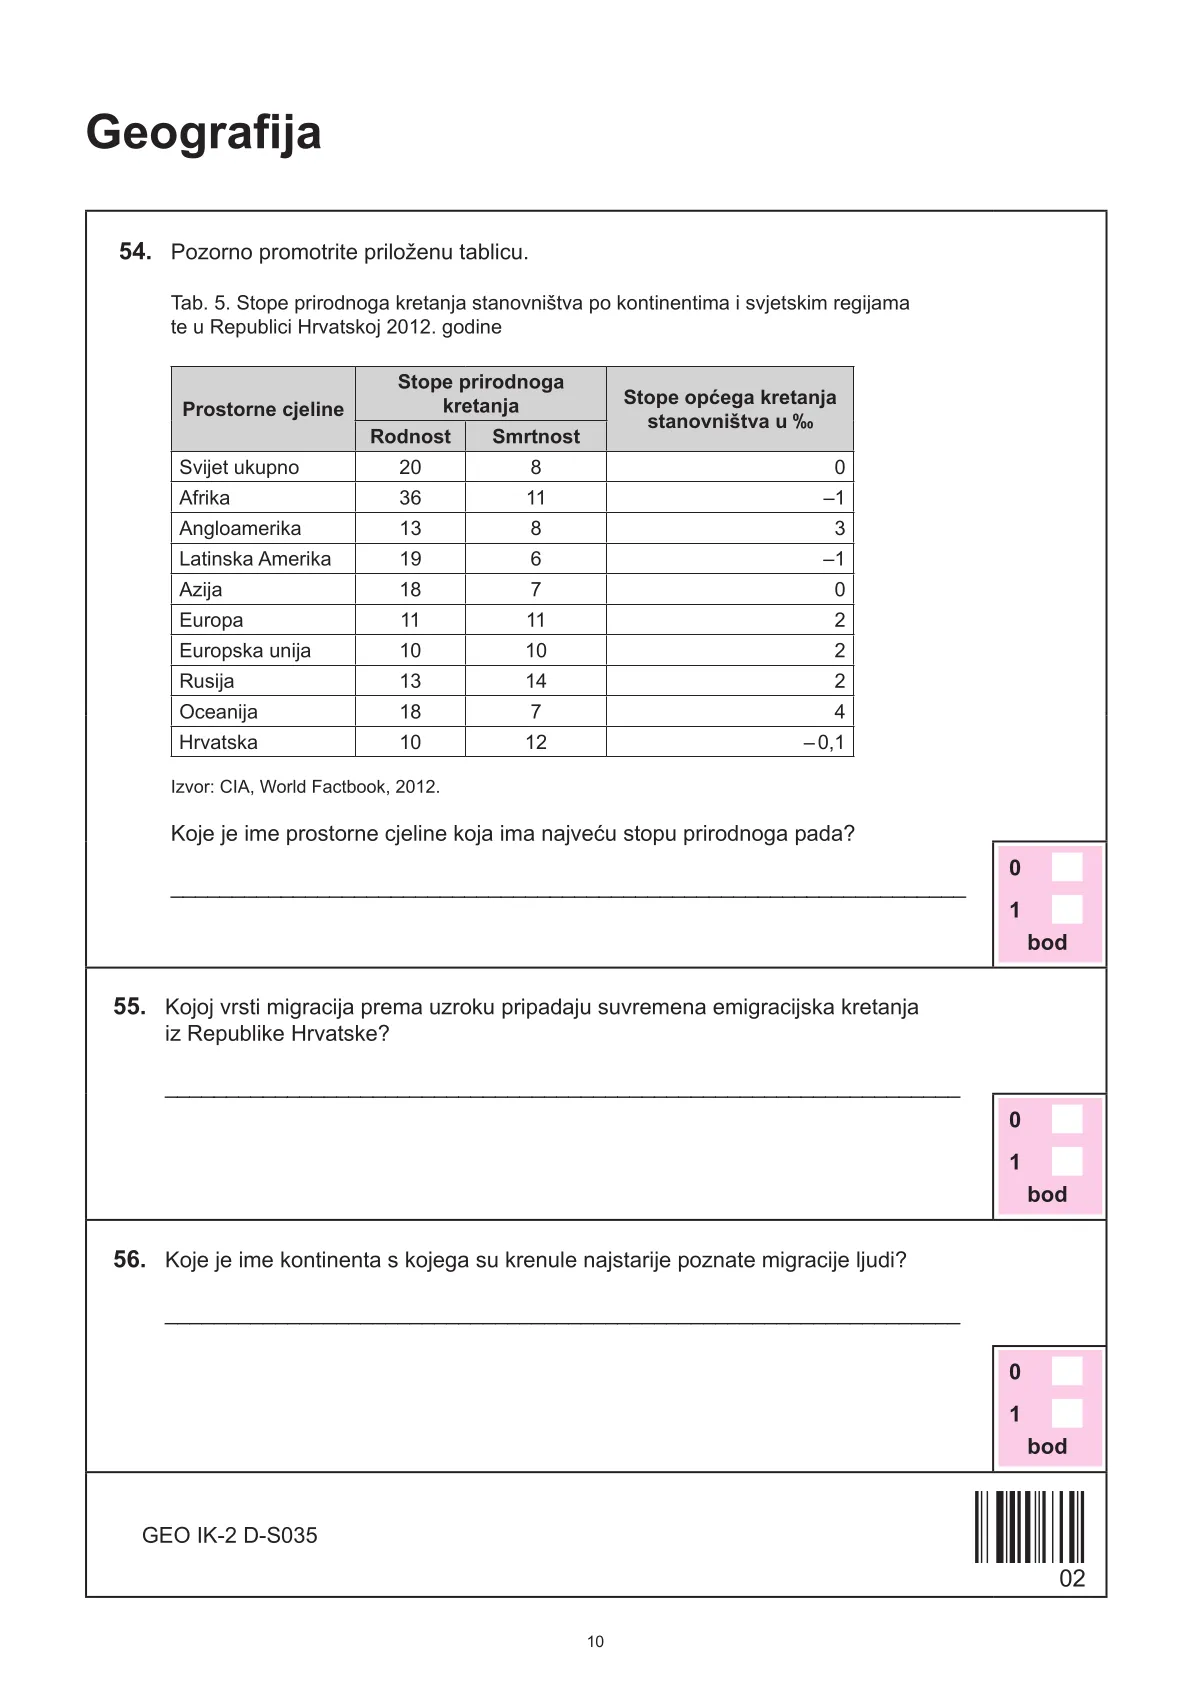 Geografija
54. Pozorno promotrite priloženu tablicu.
Tab. 5. Stope prirodnoga kretanja stanovništva po kontinentima i svjetskim regijama
te u Republici Hrvatskoj 2012. godine
Prostorne cjeline
Stope prirodnoga
kretanja
Stope općega kretanja
stanovništva u ‰
Rodnost Smrtnost
Svijet ukupno 20 8 0
Afrika 36 11 –1
Angloamerika 13 8 3
Latinska Amerika 19 6 –1
Azija 18 7 0
Europa 11 11 2
Europska unija 10 10 2
Rusija 13 14 2
Oceanija 18 7 4
Hrvatska 10 12 –0,1
Izvor: CIA, World Factbook, 2012.
Koje je ime prostorne cjeline koja ima najveću stopu prirodnoga pada?
0
1
bod
55. Kojoj vrsti migracija prema uzroku pripadaju suvremena emigracijska kretanja
iz Republike Hrvatske?
0
1
bod
56. Koje je ime kontinenta s kojega su krenule najstarije poznate migracije ljudi?
0
1
bod
GEO IK-2 D-S035
02
10